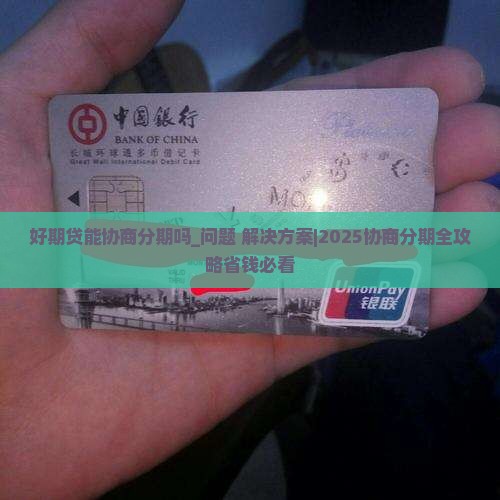 中国银行
BANK OF CHINA
长城环球通多币借记卡
Great Wall International Debit Card
好期贷能协商分期吗_问题 解决方案|2025协商分期全攻
略省钱必看
UnionPay
银联